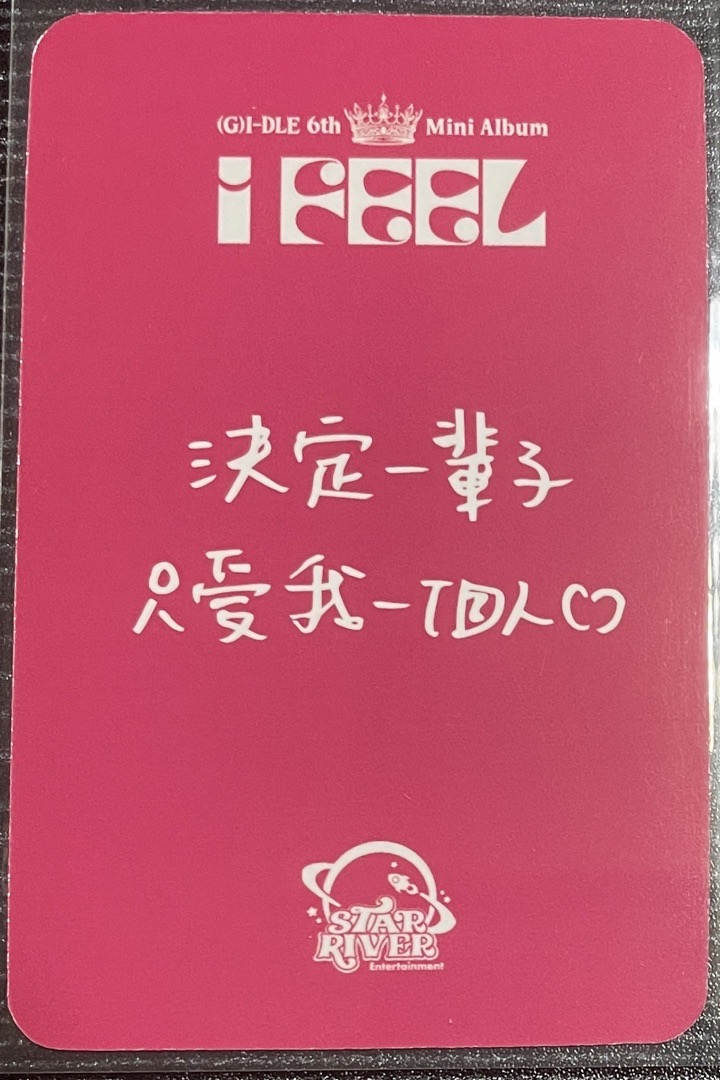 (G)I-DLE 6th Mini Album
i FEEL
決定一輩子
只愛我一個人♡
STAR
RIVER
Entertainment